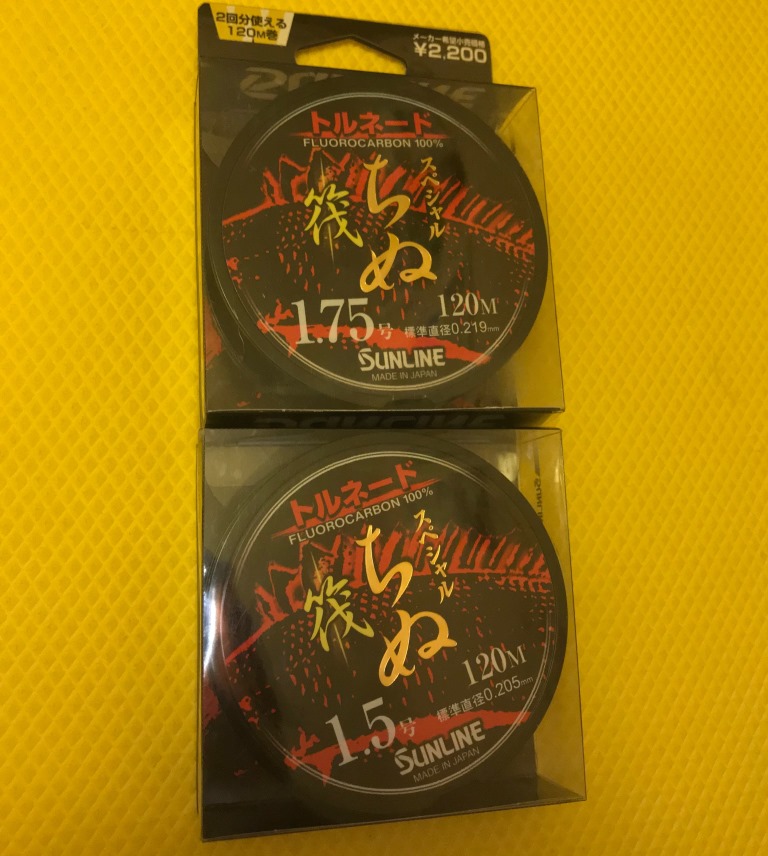 2回分使える
120M巻
メーカー希望小売価格
¥2,200
トルネード
FLUOROCARBON 100%
スペシャル
ちぬ
筏
1.75号
120M
標準直径0.219mm
SUNLINE
MADE IN JAPAN
トルネード
FLUOROCARBON 100%
スペシャル
ちぬ
筏
120M
1.5号
標準直径0.205mm
SUNLINE
MADE IN JAPAN